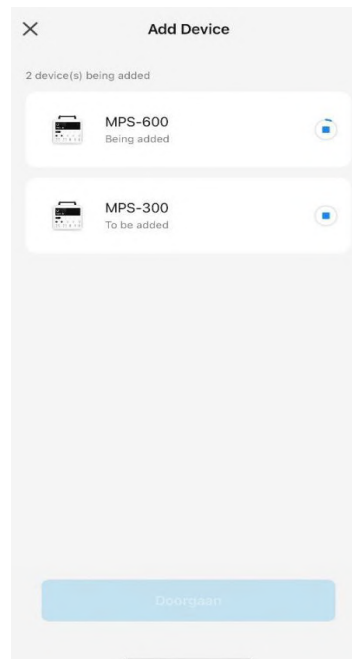 Add Device
2 device(s) being added
MPS-600
Being added
MPS-300
To be added
Doorgaan